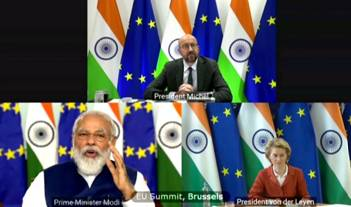 President Michel
Prime Minister Modi
EU Summit, Brussels
President von der Leyen